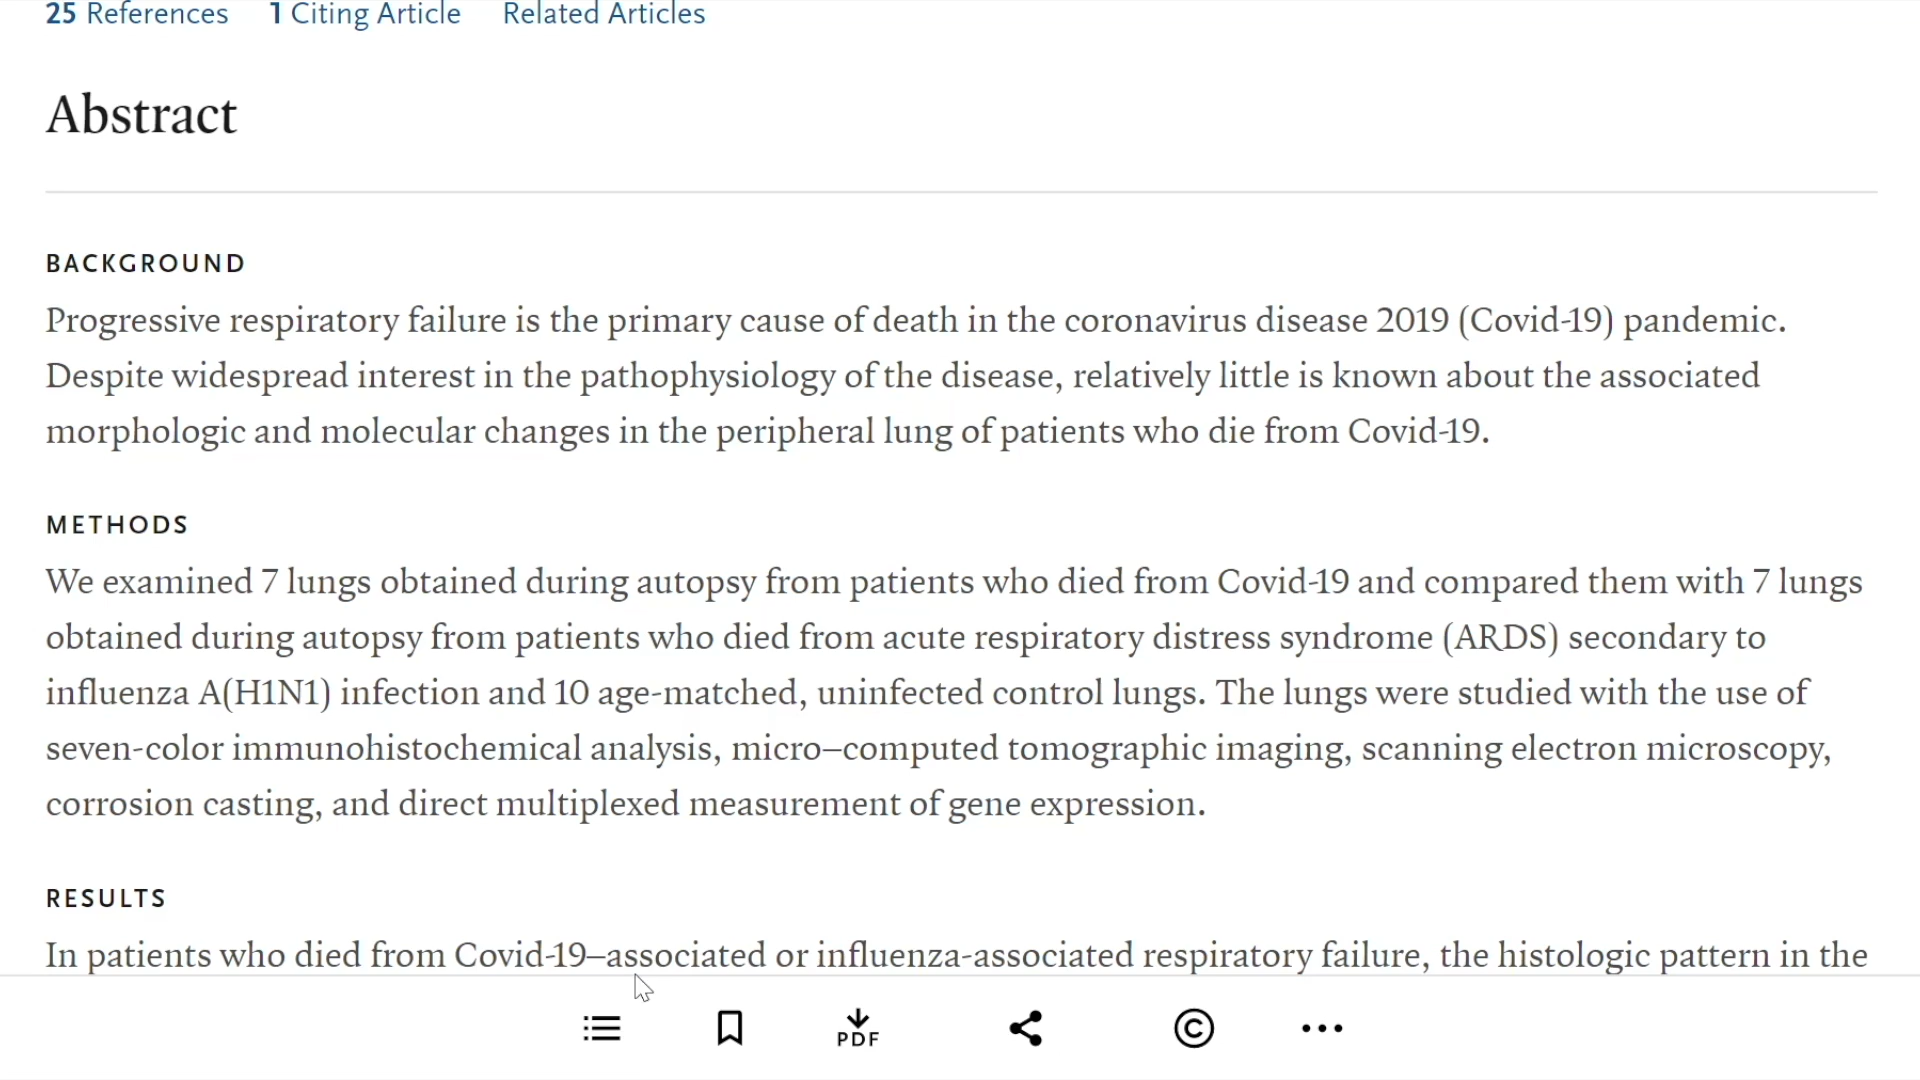 25 References 1 Citing Article Related Articles
Abstract
BACKGROUND
Progressive respiratory failure is the primary cause of death in the coronavirus disease 2019 (Covid-19) pandemic.
Despite widespread interest in the pathophysiology of the disease, relatively little is known about the associated
morphologic and molecular changes in the peripheral lung of patients who die from Covid-19.
METHODS
We examined 7 lungs obtained during autopsy from patients who died from Covid-19 and compared them with 7 lungs
obtained during autopsy from patients who died from acute respiratory distress syndrome (ARDS) secondary to
influenza A(H1N1) infection and 10 age-matched, uninfected control lungs. The lungs were studied with the use of
seven-color immunohistochemical analysis, micro–computed tomographic imaging, scanning electron microscopy,
corrosion casting, and direct multiplexed measurement of gene expression.
RESULTS
In patients who died from Covid-19–associated or influenza-associated respiratory failure, the histologic pattern in the
PDF